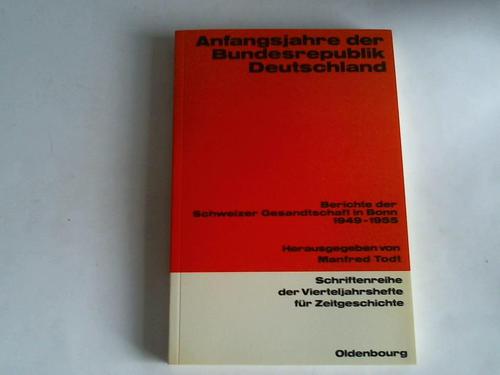 Anfangsjahre der
Bundesrepublik
Deutschland
Berichte der
Schweizer Gesandtschaft in Bonn
1949-1955
Herausgegeben von
Manfred Todt
Schriftenreihe
der Vierteljahrshefte
für Zeitgeschichte
Oldenbourg